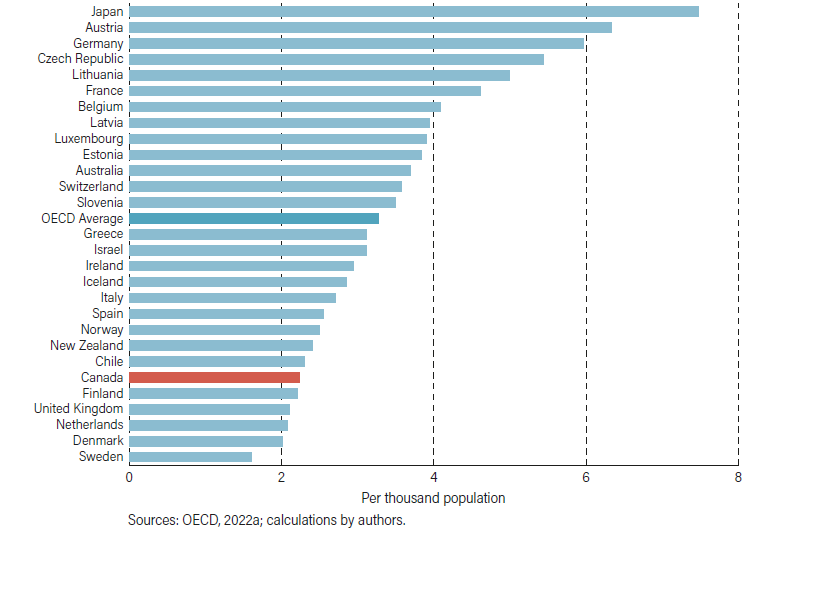 Japan
Austria
Germany
Czech Republic
Lithuania
France
Belgium
Latvia
Luxembourg
Estonia
Australia
Switzerland
Slovenia
OECD Average
Greece
Israel
Ireland
Iceland
Italy
Spain
Norway
New Zealand
Chile
Canada
Finland
United Kingdom
Netherlands
Denmark
Sweden
0 2 4 6 8
Per thousand population
Sources: OECD, 2022a; calculations by authors.